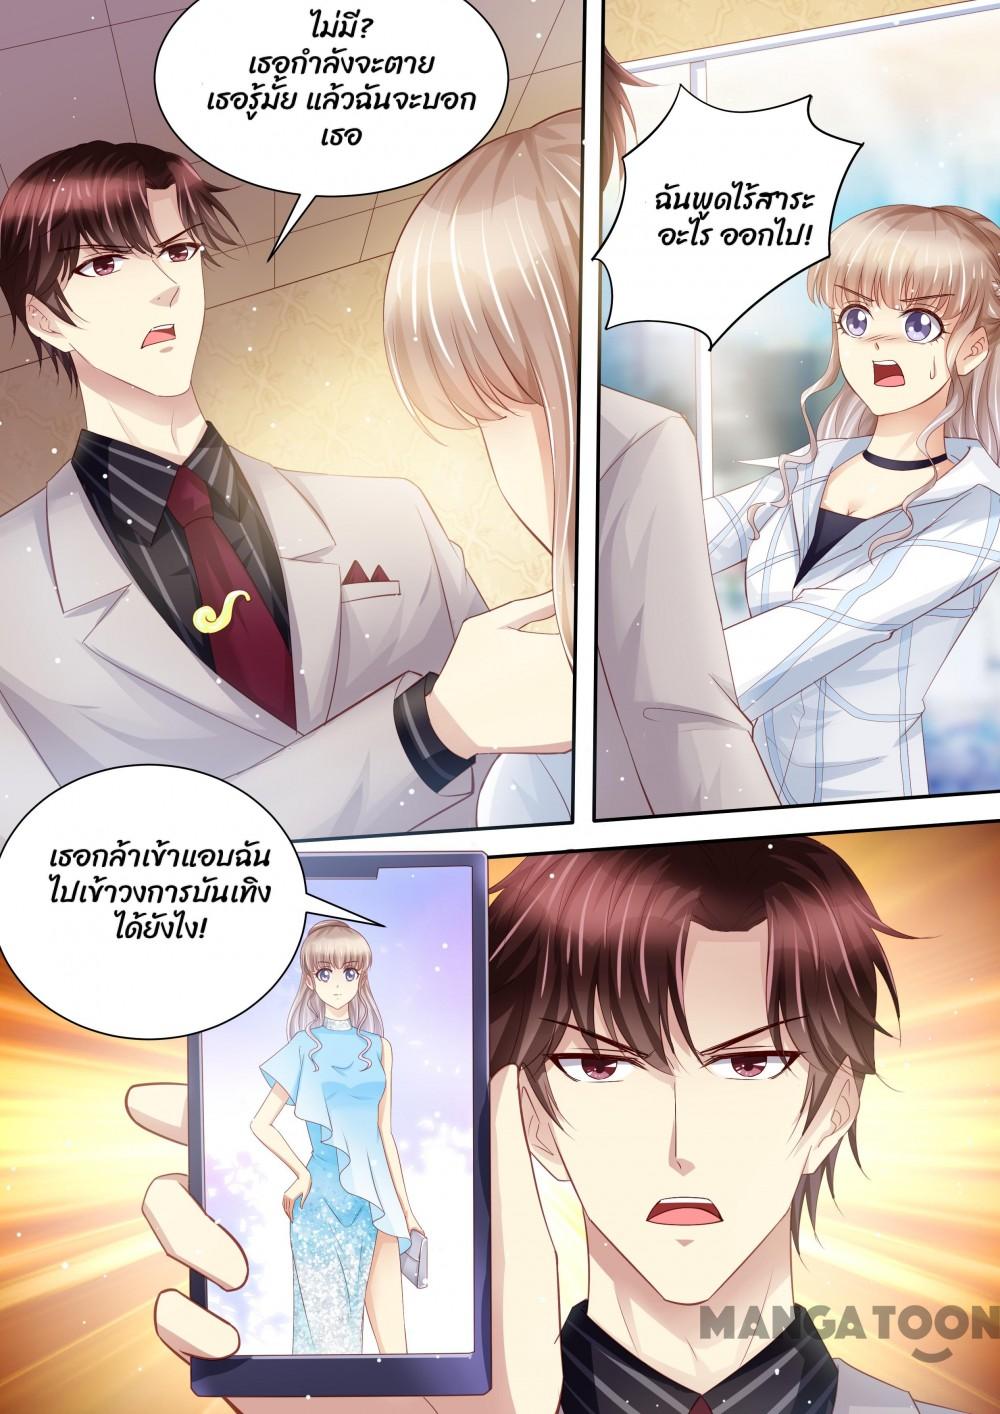 ไม่มี?
เธอกำลังจะตาย
เธอรู้มั้ย แล้วฉันจะบอก
เธอ
ฉันพูดไร้สาระ
อะไร ออกไป!
เธอกล้าเข้าแอบฉัน
ไปเข้าวงการบันเทิง
ได้ยังไง!
MANGATOON